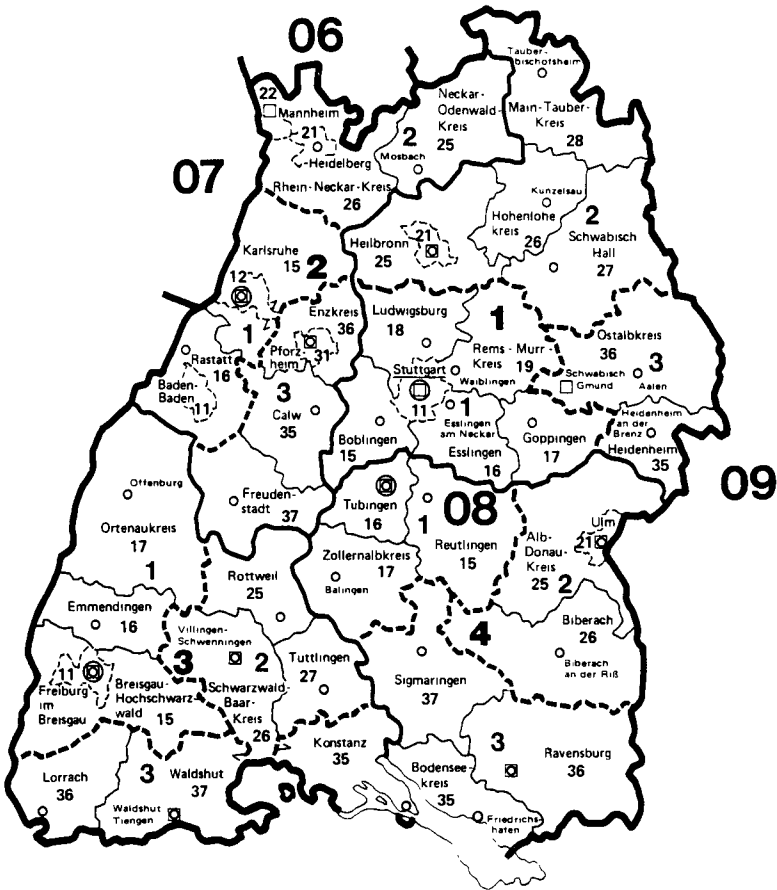 06
Tauber-
bischofsheim
22
Mannheim
Neckar-
Odenwald-
Kreis
25
2
Mosbach
Main-Tauber-
Kreis
28
21
Heidelberg
07
Rhein-Neckar-Kreis
26
Kunzelsau
Hohenlohe
kreis
26
2
Schwabisch
Hall
27
Heilbronn
25
21
Karlsruhe
15
2
12
Enzkreis
36
Ludwigsburg
18
1
Ostalbkreis
36
3
Aalen
1
Pforz-
heim
31
Rastatt
16
Rems-Murr-
Kreis
19
Waiblingen
Schwabisch
Gmund
Stuttgart
11
Baden-
Baden
11
3
Calw
35
1
Esslingen
am Neckar
Esslingen
16
Heidenheim
an der
Brenz
Heidenheim
35
Goppingen
17
Boblingen
15
09
Offenburg
Freuden-
stadt
37
Tubingen
16
08
1
Reutlingen
15
Ulm
21
Alb-
Donau-
Kreis
25
2
Ortenaukreis
17
1
Zollernalbkreis
17
Balingen
Rottweil
25
Emmendingen
16
4
Biberach
26
Biberach
an der Riß
Villingen-
Schwenningen
3
2
Tuttlingen
27
11
Freiburg
im
Breisgau
Breisgau-
Hochschwarz-
wald
15
Schwarzwald-
Baar-
Kreis
26
Sigmaringen
37
Konstanz
35
3
Ravensburg
36
Bodensee-
kreis
35
Lorrach
36
3
Waldshut
37
Waldshut
Tiengen
Friedrichs-
hafen